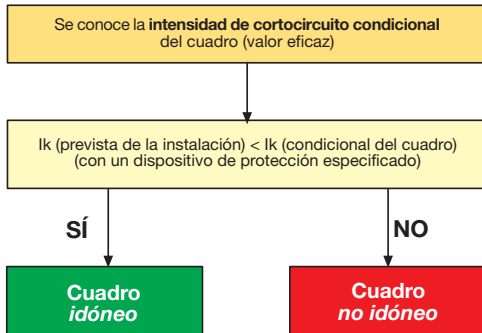 Se conoce la intensidad de cortocircuito condicional
del cuadro (valor eficaz)
Ik (prevista de la instalación) < Ik (condicional del cuadro)
(con un dispositivo de protección especificado)
SÍ
NO
Cuadro
idóneo
Cuadro
no idóneo